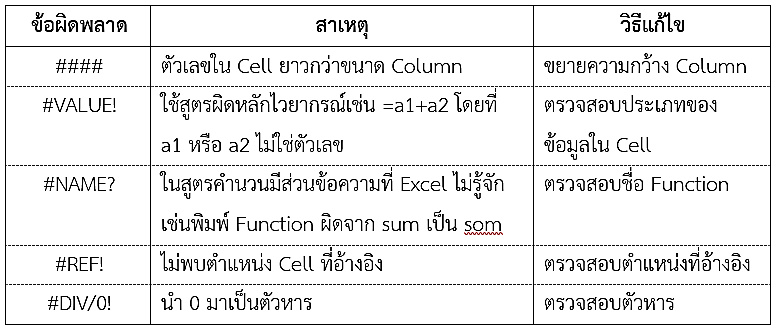 ข้อผิดพลาด สาเหตุ วิธีแก้ไข
#### ตัวเลขใน Cell ยาวกว่าขนาด Column ขยายความกว้าง Column
#VALUE! ใช้สูตรผิดหลักไวยากรณ์เช่น =a1+a2 โดยที่ ตรวจสอบประเภทของ
a1 หรือ a2 ไม่ใช่ตัวเลข ข้อมูลใน Cell
#NAME? ในสูตรคำนวนมีส่วนข้อความที่ Excel ไม่รู้จัก ตรวจสอบชื่อ Function
เช่นพิมพ์ Function ผิดจาก sum เป็น som
#REF! ไม่พบตำแหน่ง Cell ที่อ้างอิง ตรวจสอบตำแหน่งที่อ้างอิง
#DIV/0! นำ 0 มาเป็นตัวหาร ตรวจสอบตัวหาร